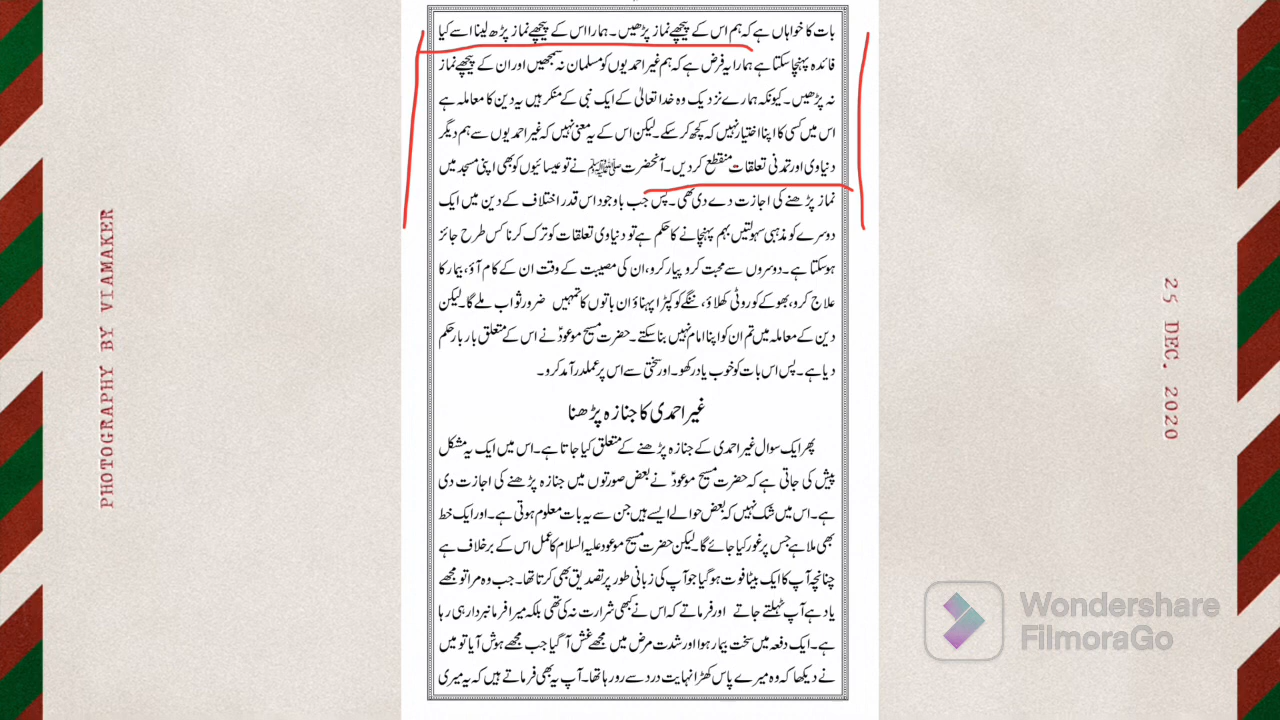 بات کا خواہاں ہے کہ ہم اس کے پیچھے نماز پڑھیں۔ ہمارا اس کے پیچھے نماز پڑھ لینا اسے کیا
فائدہ پہنچا سکتا ہے ہمارا یہ فرض ہے کہ ہم غیر احمدیوں کو مسلمان نہ سمجھیں اور ان کے پیچھے نماز
نہ پڑھیں۔ کیونکہ ہمارے نزدیک وہ خدا تعالیٰ کے ایک نبی کے منکر ہیں یہ دین کا معاملہ ہے
اس میں کسی کا اپنا اختیار نہیں کہ کچھ کر سکے۔ لیکن اس کے یہ معنی نہیں کہ غیر احمدیوں سے ہم دیگر
دنیاوی اور تمدنی تعلقات منقطع کر دیں۔ آنحضرت ﷺ نے تو عیسائیوں کو بھی اپنی مسجد میں
نماز پڑھنے کی اجازت دے دی تھی۔ پس جب باوجود اس قدر اختلاف کے دین میں ایک
دوسرے کو مذہبی سہولتیں بہم پہنچانے کا حکم ہے تو دنیاوی تعلقات کو ترک کرنا کس طرح جائز
ہو سکتا ہے۔ دوسروں سے محبت کرو پیار کرو، ان کی مصیبت کے وقت ان کے کام آؤ، بیمار کا
علاج کرو، بھوکے کو روٹی کھلاؤ، ننگے کو کپڑا پہناؤ ان باتوں کا تمہیں ضرور ثواب ملے گا۔ لیکن
دین کے معاملہ میں تم ان کو اپنا امام نہیں بنا سکتے۔ حضرت مسیح موعودؑ نے اس کے متعلق بار بار حکم
دیا ہے۔ پس اس بات کو خوب یاد رکھو۔ اور سختی سے اس پر عملدرآمد کرو۔
غیر احمدی کا جنازہ پڑھنا
پھر ایک سوال غیر احمدی کے جنازہ پڑھنے کے متعلق کیا جاتا ہے۔ اس میں ایک یہ مشکل
پیش کی جاتی ہے کہ حضرت مسیح موعودؑ نے بعض صورتوں میں جنازہ پڑھنے کی اجازت دی
ہے۔ اس میں شک نہیں کہ بعض حوالے ایسے ہیں جن سے یہ بات معلوم ہوتی ہے۔ اور ایک خط
بھی ملا ہے جس پر غور کیا جائے گا۔ لیکن حضرت مسیح موعود علیہ السلام کا عمل اس کے برخلاف ہے
چنانچہ آپ کا ایک بیٹا فوت ہو گیا جو آپ کی زبانی طور پر تصدیق بھی کرتا تھا۔ جب وہ مرا تو مجھے
یاد ہے آپ ٹہلتے جاتے اور فرماتے کہ اس نے کبھی شرارت نہ کی تھی بلکہ میرا فرمانبردار ہی رہا
ہے۔ ایک دفعہ میں سخت بیمار ہوا اور شدت مرض میں مجھے غش آ گیا جب مجھے ہوش آیا تو میں
نے دیکھا کہ وہ میرے پاس کھڑا نہایت درد سے رو رہا تھا۔ آپ یہ بھی فرماتے ہیں کہ یہ میری
PHOTOGRAPHY BY VIAMAKER
25 DEC. 2020
Wondershare
FilmoraGo